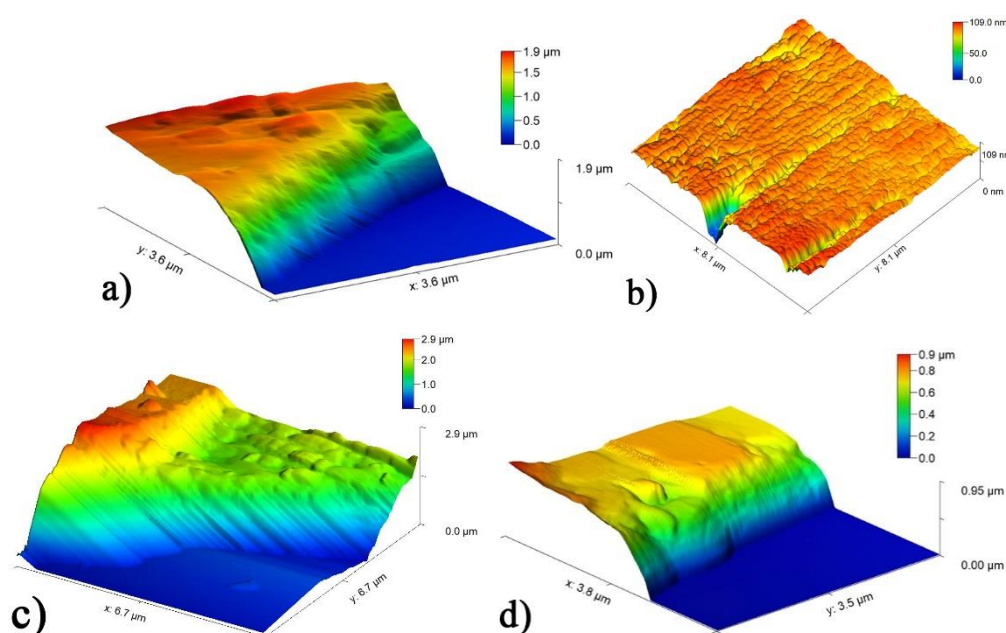 1.9 µm
1.5
1.0
0.5
0.0
1.9 µm
0.0 µm
y: 3.6 µm
x: 3.6 µm
a)
109.0 nm
50.0
0.0
109 nm
0 nm
x: 8.1 µm
y: 8.1 µm
b)
2.9 µm
2.0
1.0
0.0
2.9 µm
0.0 µm
x: 6.7 µm
y: 6.7 µm
c)
0.9 µm
0.8
0.6
0.4
0.2
0.0
0.95 µm
0.00 µm
x: 3.8 µm
y: 3.5 µm
d)